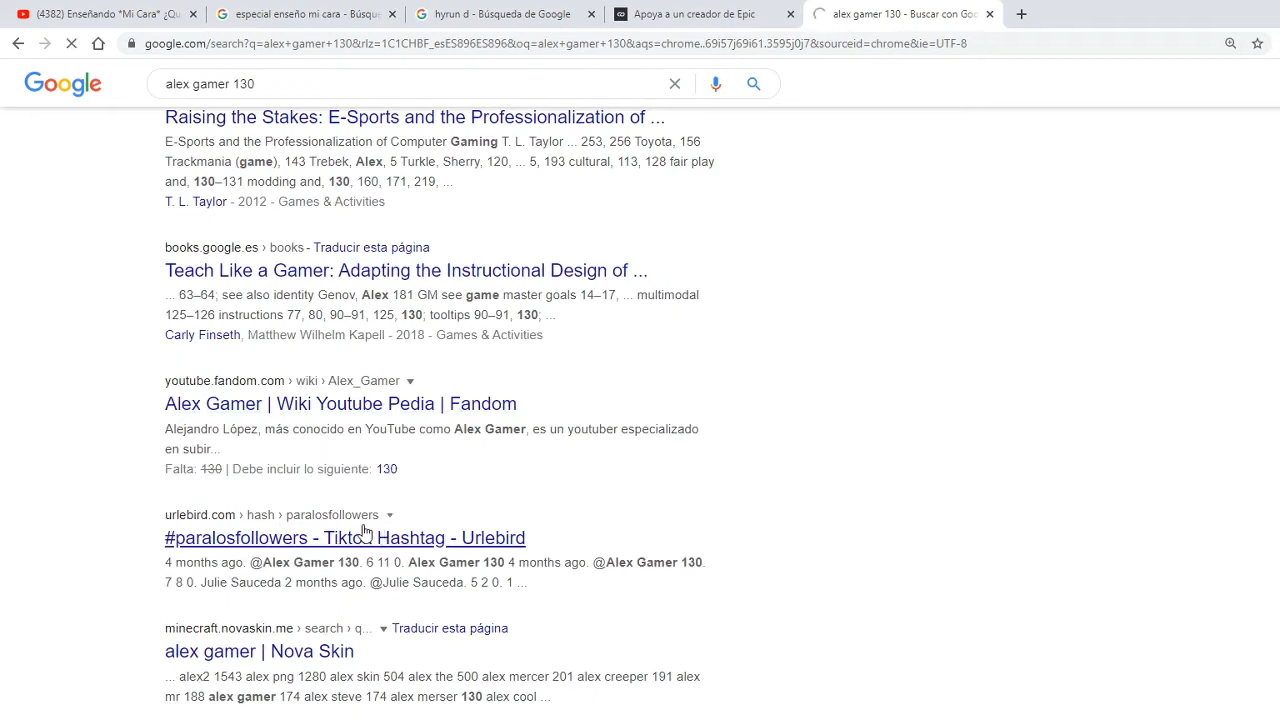 (4382) Enseñando *Mi Cara* ¿Qu
especial enseño mi cara - Búsqu
hyrun d - Búsqueda de Google
Apoya a un creador de Epic
alex gamer 130 - Buscar con Goo
google.com/search?q=alex+gamer+130&rlz=1C1CHBF_esES896ES896&oq=alex+gamer+130&aqs=chrome..69i57j69i61.3595j0j7&sourceid=chrome&ie=UTF-8
Google
alex gamer 130
Raising the Stakes: E-Sports and the Professionalization of ...
E-Sports and the Professionalization of Computer Gaming T. L. Taylor ... 253, 256 Toyota, 156
Trackmania (game), 143 Trebek, Alex, 5 Turkle, Sherry, 120, ... 5, 193 cultural, 113, 128 fair play
and, 130–131 modding and, 130, 160, 171, 219, ...
T. L. Taylor - 2012 - Games & Activities
books.google.es › books - Traducir esta página
Teach Like a Gamer: Adapting the Instructional Design of ...
... 63–64; see also identity Genov, Alex 181 GM see game master goals 14–17, ... multimodal
125–126 instructions 77, 80, 90–91, 125, 130; tooltips 90–91, 130; ...
Carly Finseth, Matthew Wilhelm Kapell - 2018 - Games & Activities
youtube.fandom.com › wiki › Alex_Gamer
Alex Gamer | Wiki Youtube Pedia | Fandom
Alejandro López, más conocido en YouTube como Alex Gamer, es un youtuber especializado
en subir...
Falta: 130 | Debe incluir lo siguiente: 130
urlebird.com › hash › paralosfollowers
#paralosfollowers - Tiktok Hashtag - Urlebird
4 months ago. @Alex Gamer 130. 6 11 0. Alex Gamer 130 4 months ago. @Alex Gamer 130.
7 8 0. Julie Sauceda 2 months ago. @Julie Sauceda. 5 2 0. 1 ...
minecraft.novaskin.me › search › q... Traducir esta página
alex gamer | Nova Skin
... alex2 1543 alex png 1280 alex skin 504 alex the 500 alex mercer 201 alex creeper 191 alex
mr 188 alex gamer 174 alex steve 174 alex merser 130 alex cool ...